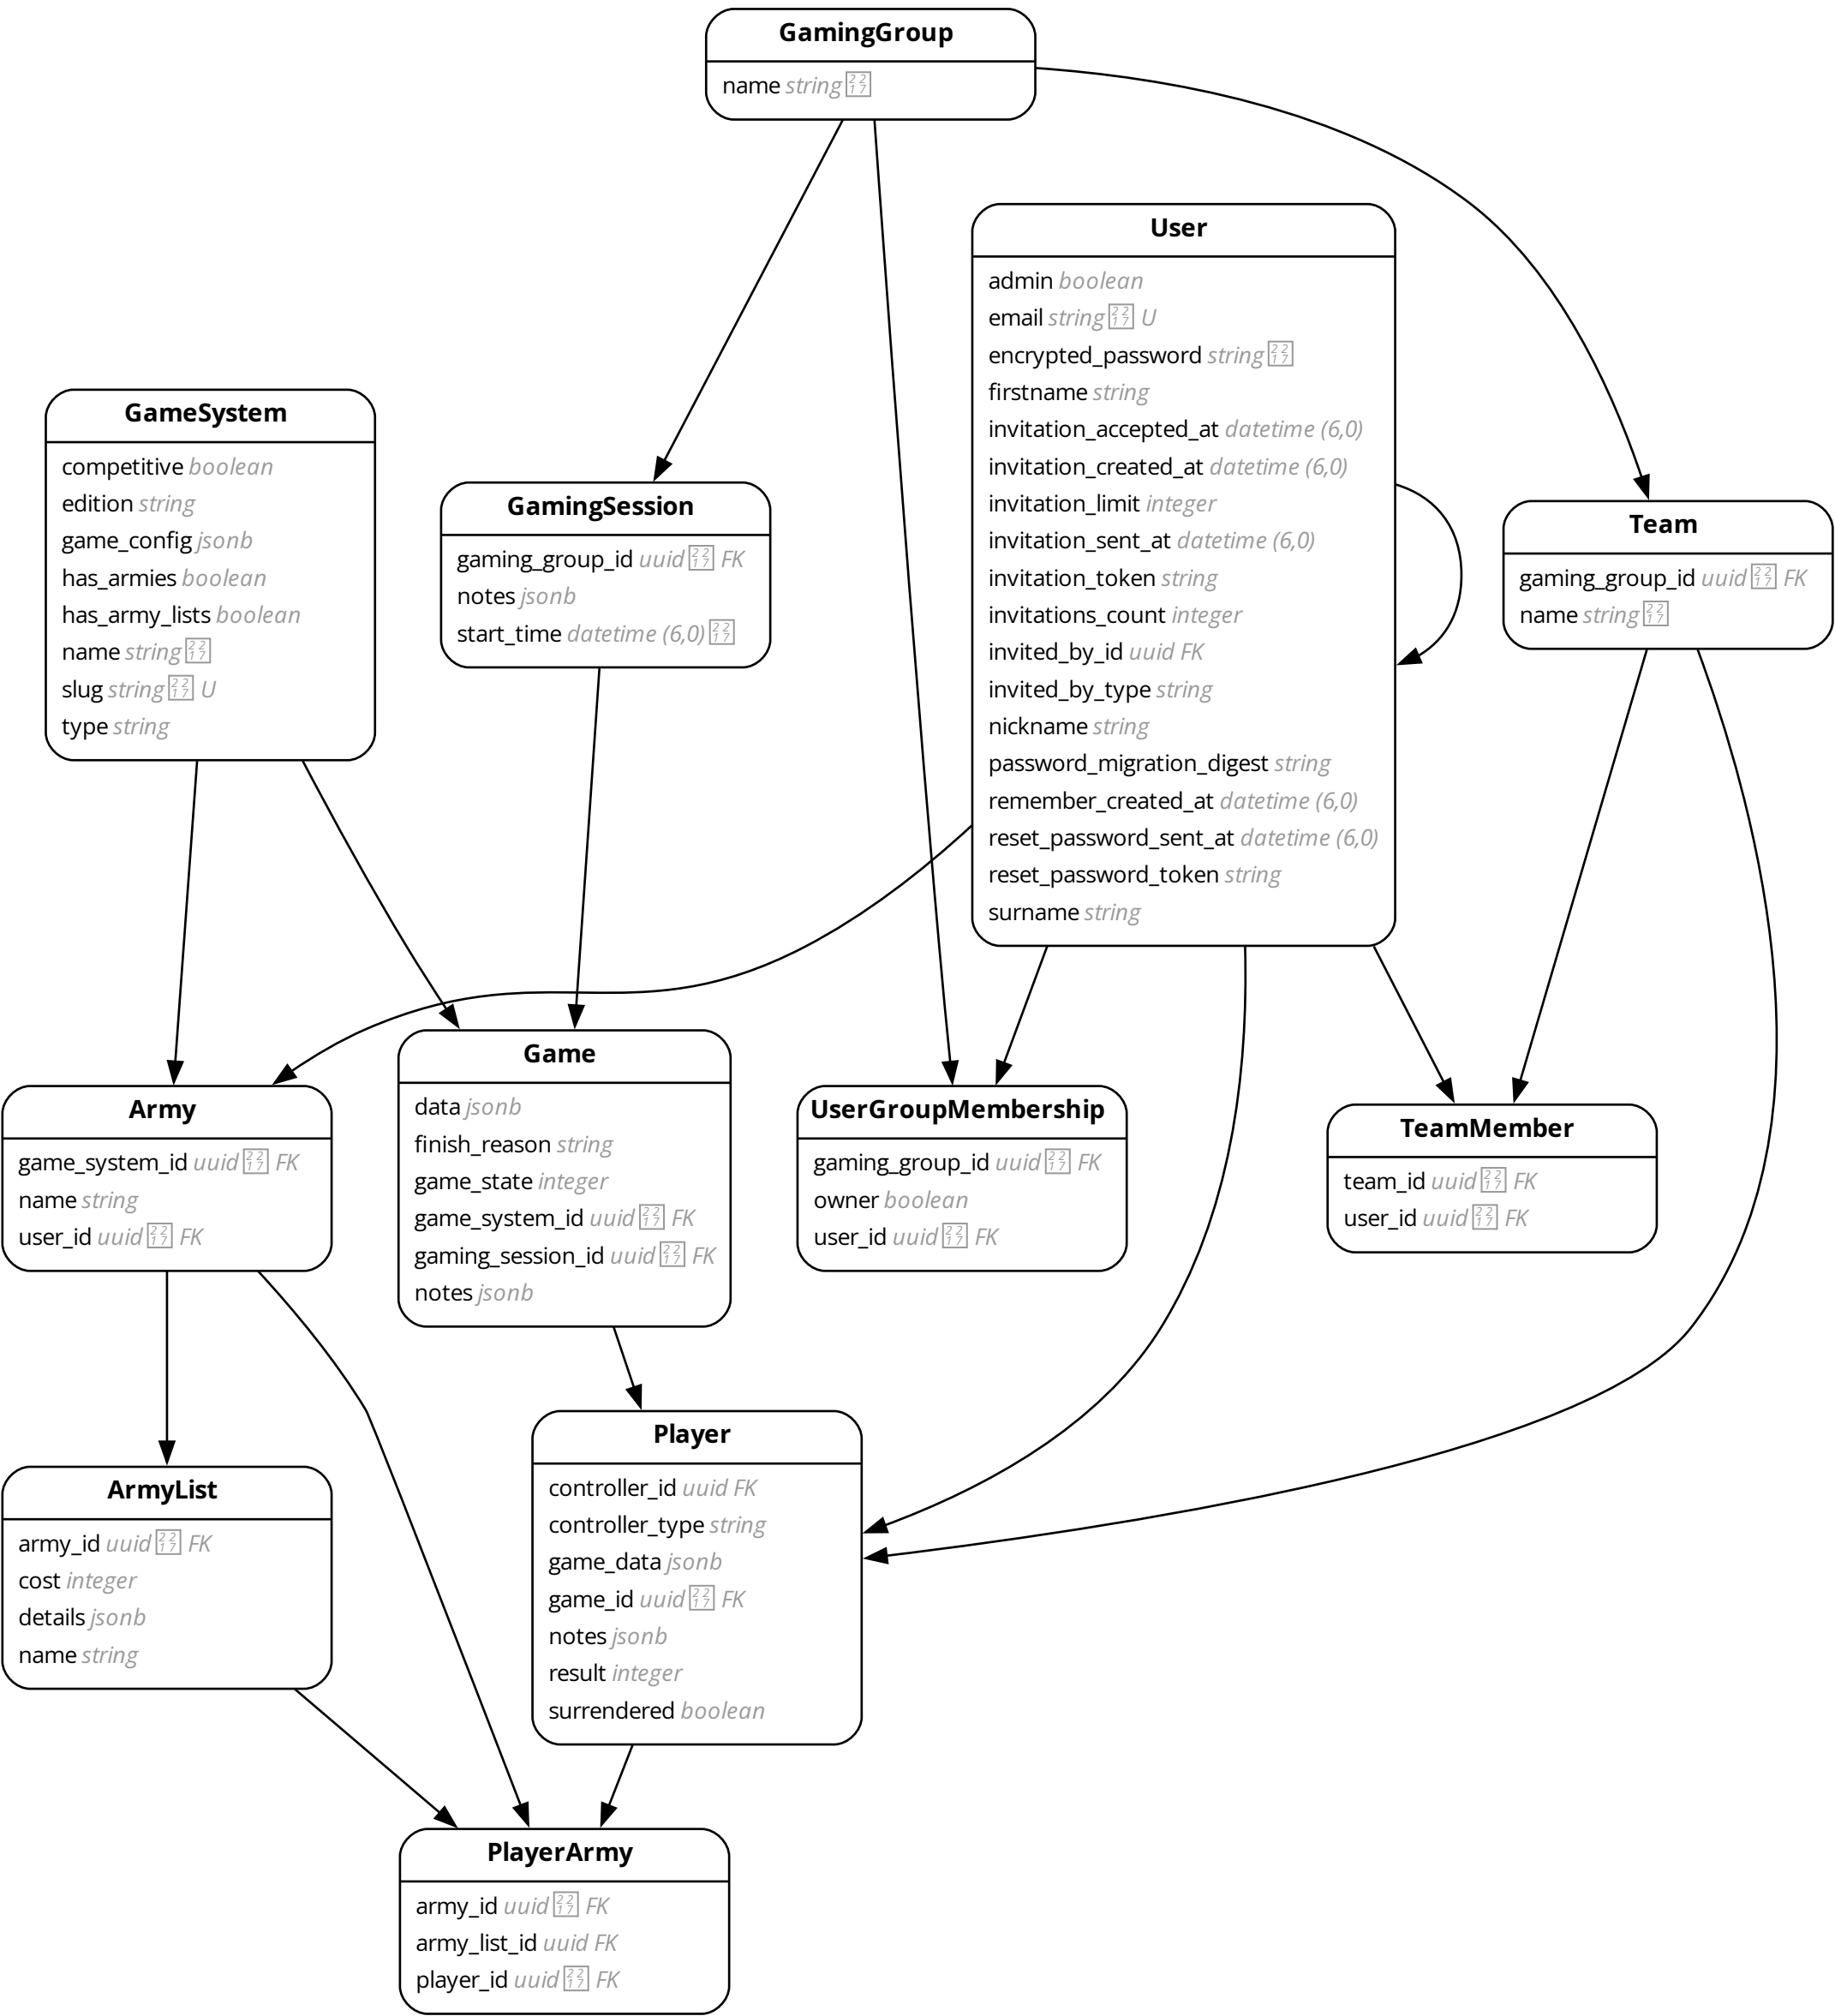 GamingGroup
name string ∗
User
admin boolean
email string ∗ U
encrypted_password string ∗
firstname string
invitation_accepted_at datetime (6,0)
invitation_created_at datetime (6,0)
invitation_limit integer
invitation_sent_at datetime (6,0)
invitation_token string
invitations_count integer
invited_by_id uuid FK
invited_by_type string
nickname string
password_migration_digest string
remember_created_at datetime (6,0)
reset_password_sent_at datetime (6,0)
reset_password_token string
surname string
GameSystem
competitive boolean
edition string
game_config jsonb
has_armies boolean
has_army_lists boolean
name string ∗
slug string ∗ U
type string
GamingSession
gaming_group_id uuid ∗ FK
notes jsonb
start_time datetime (6,0) ∗
Team
gaming_group_id uuid ∗ FK
name string ∗
Army
game_system_id uuid ∗ FK
name string
user_id uuid ∗ FK
Game
data jsonb
finish_reason string
game_state integer
game_system_id uuid ∗ FK
gaming_session_id uuid ∗ FK
notes jsonb
UserGroupMembership
gaming_group_id uuid ∗ FK
owner boolean
user_id uuid ∗ FK
TeamMember
team_id uuid ∗ FK
user_id uuid ∗ FK
ArmyList
army_id uuid ∗ FK
cost integer
details jsonb
name string
Player
controller_id uuid FK
controller_type string
game_data jsonb
game_id uuid ∗ FK
notes jsonb
result integer
surrendered boolean
PlayerArmy
army_id uuid ∗ FK
army_list_id uuid FK
player_id uuid ∗ FK